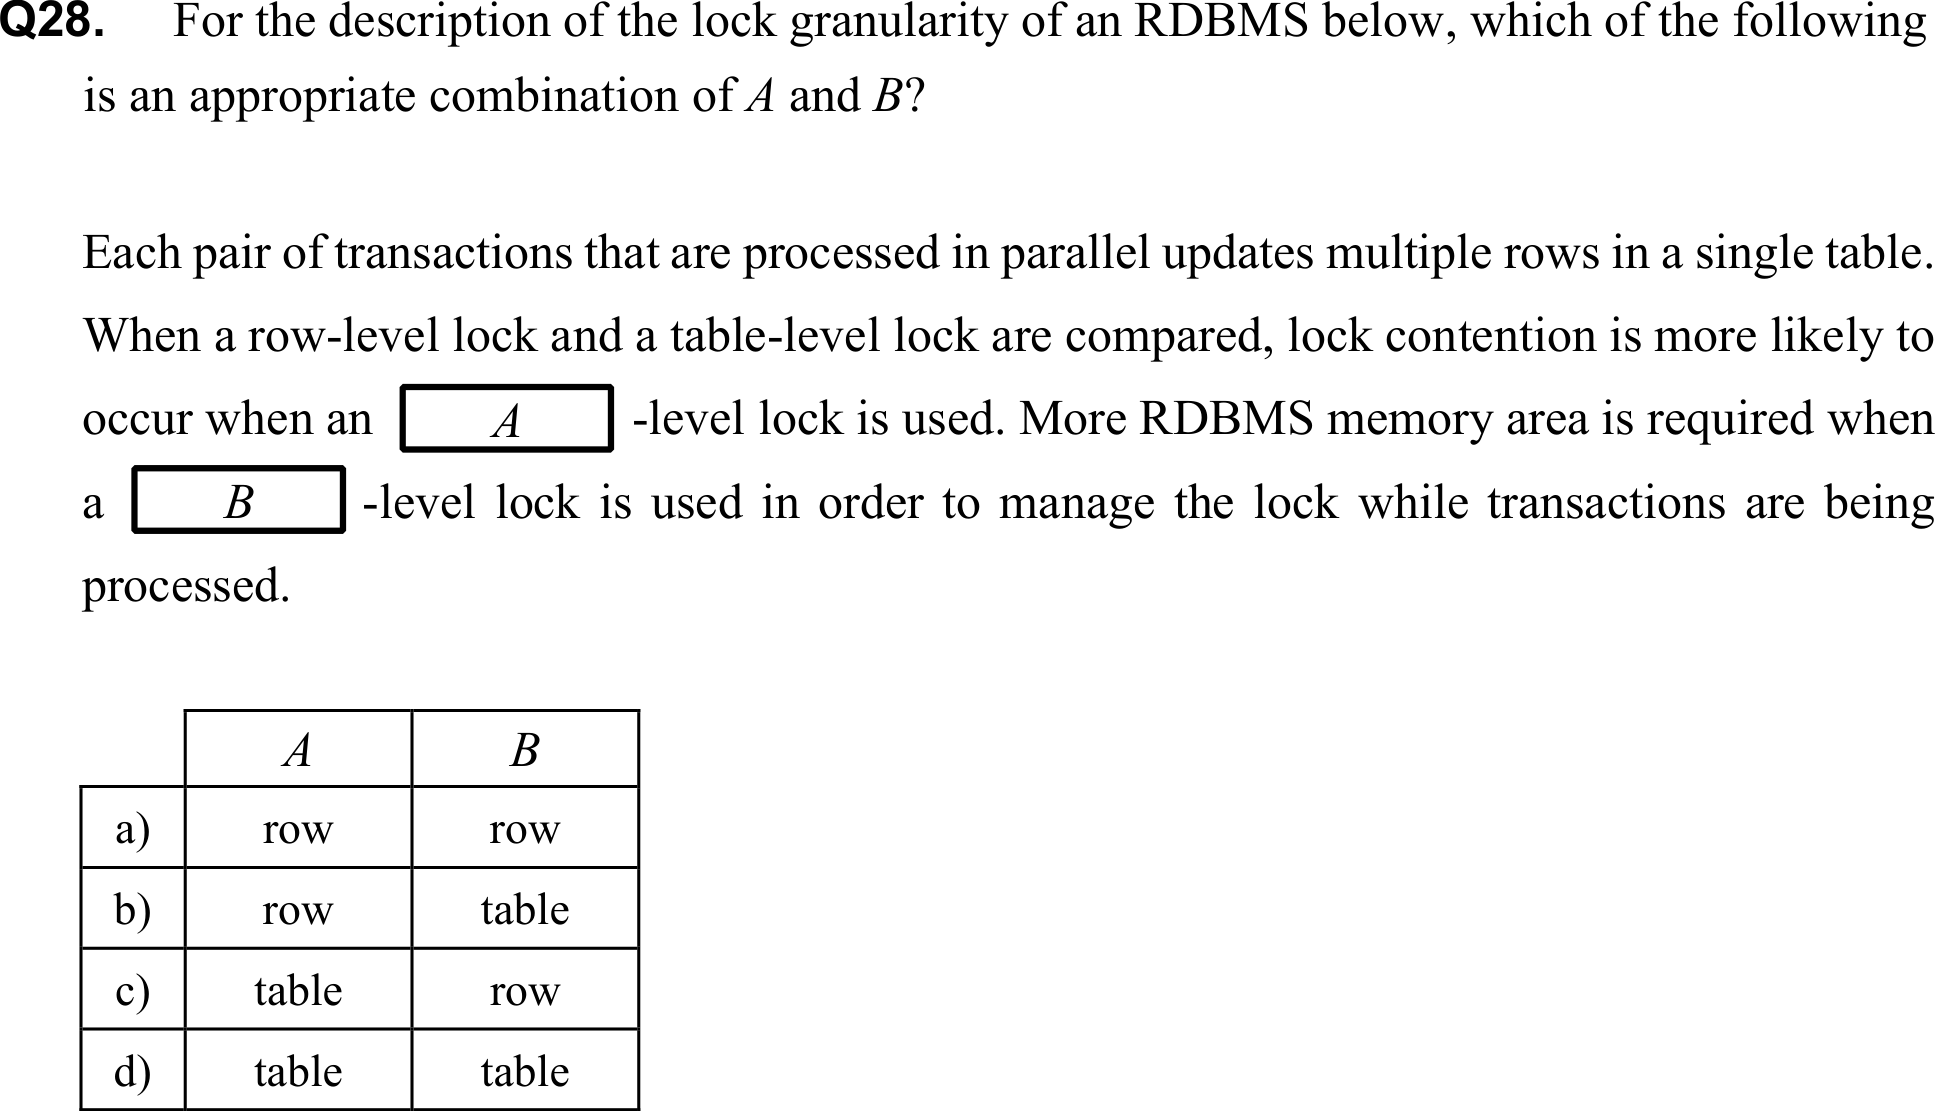 Q28. For the description of the lock granularity of an RDBMS below, which of the following
is an appropriate combination of A and B?
Each pair of transactions that are processed in parallel updates multiple rows in a single table.
When a row-level lock and a table-level lock are compared, lock contention is more likely to
occur when an A -level lock is used. More RDBMS memory area is required when
a B -level lock is used in order to manage the lock while transactions are being
processed.
A B
a) row row
b) row table
c) table row
d) table table